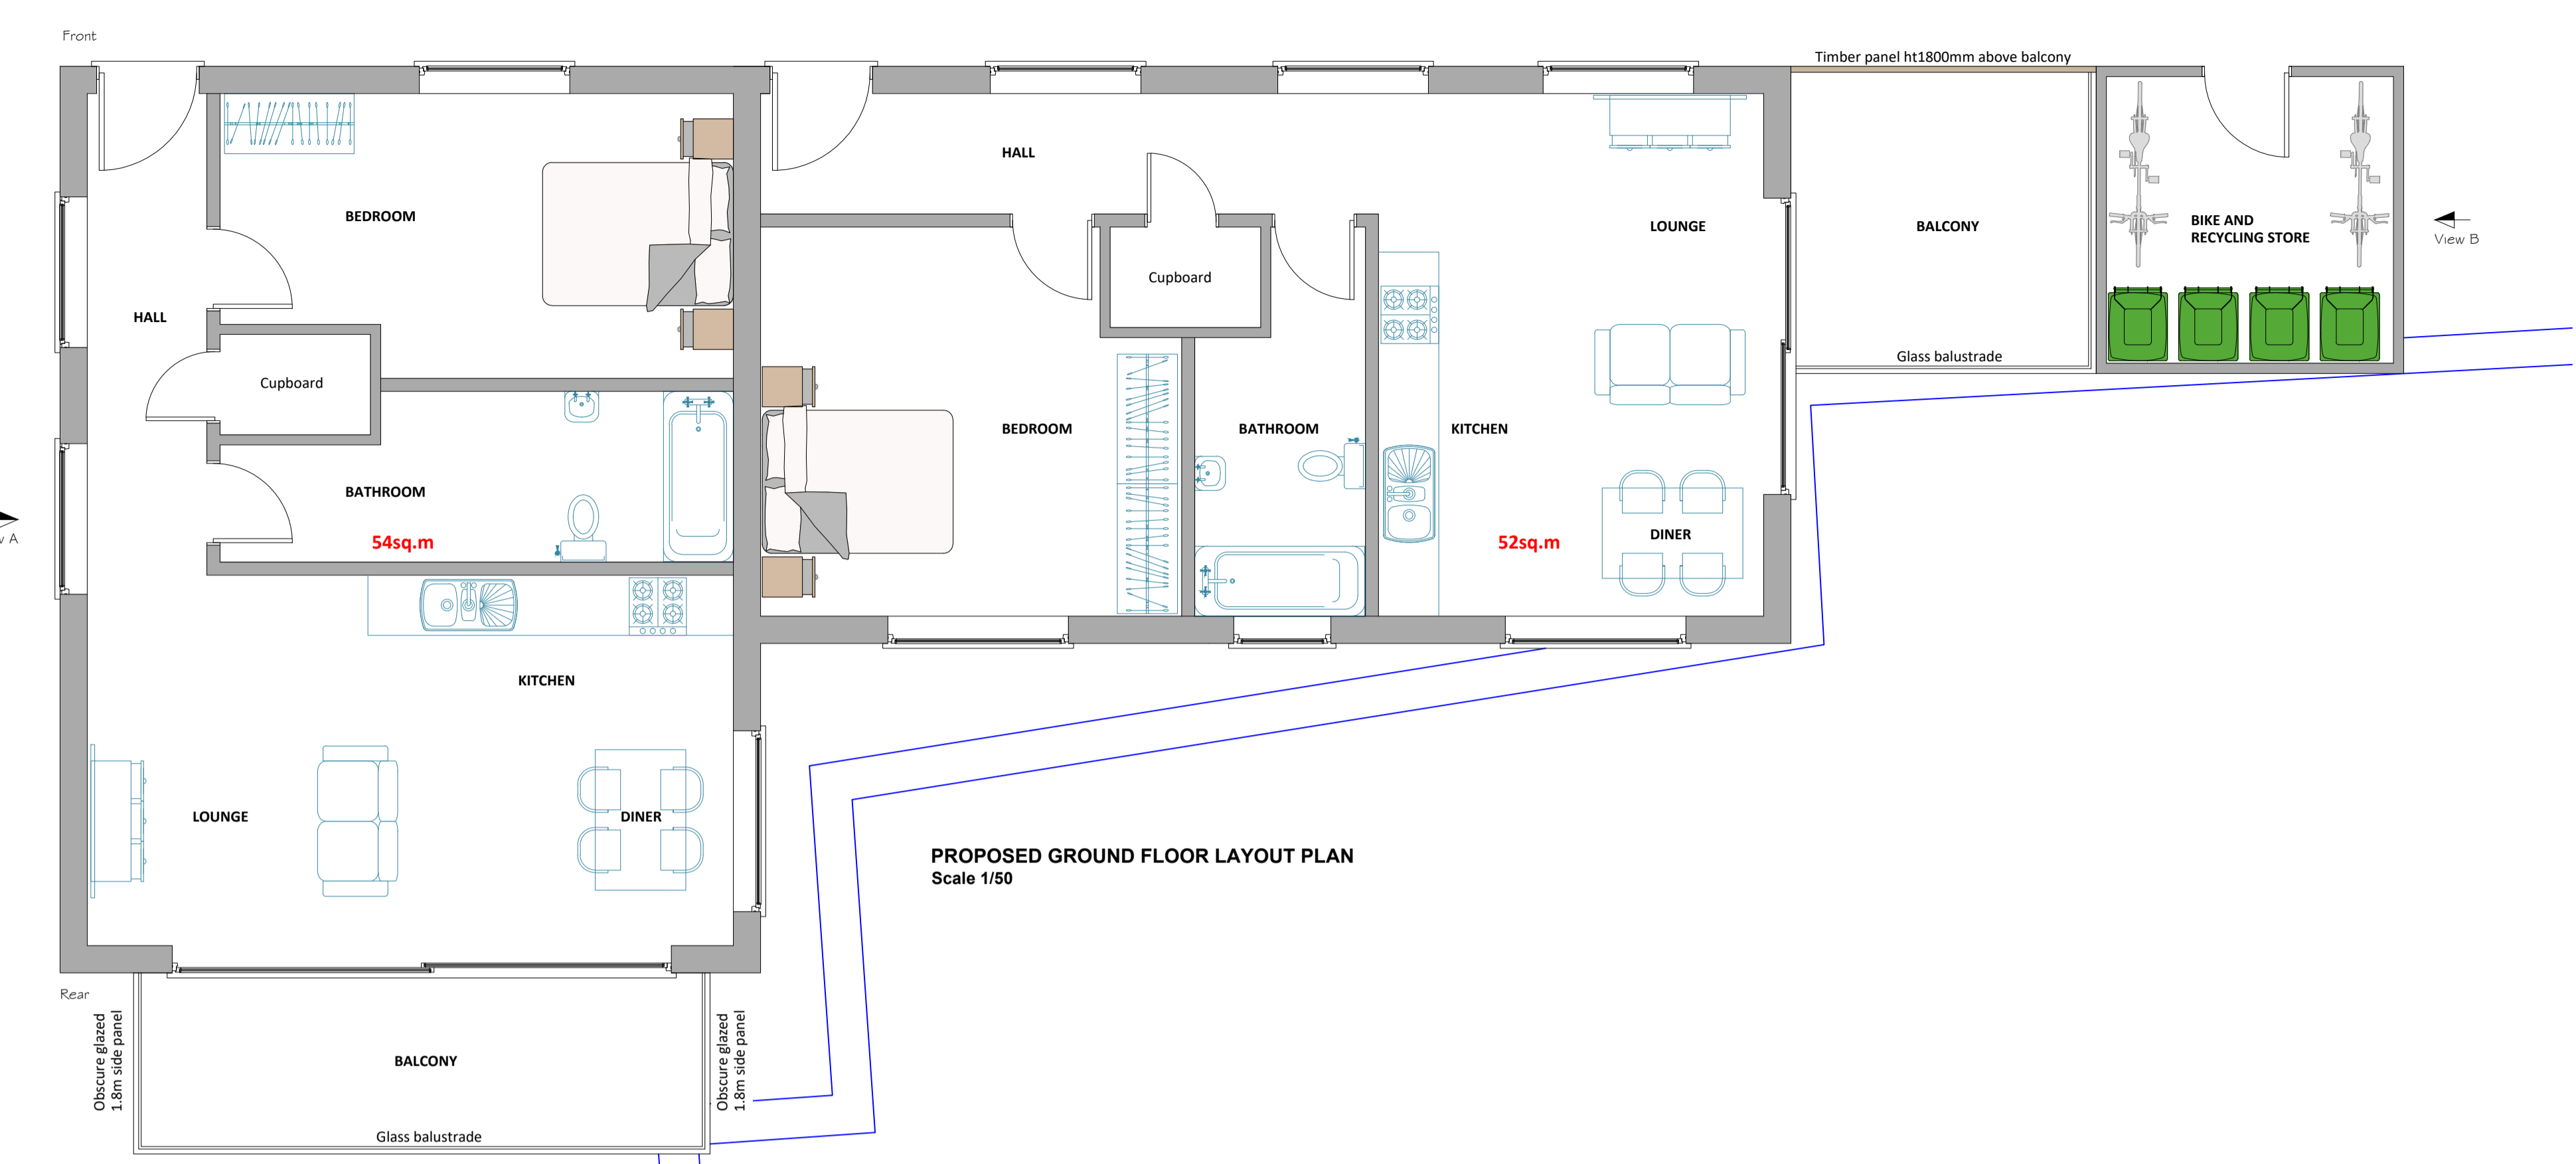 Front
Timber panel ht1800mm above balcony
HALL
BEDROOM
LOUNGE
BALCONY
BIKE AND
RECYCLING STORE
View B
BEDROOM
HALL
Cupboard
Cupboard
Glass balustrade
BEDROOM
BATHROOM
KITCHEN
BATHROOM
54sq.m
52sq.m
DINER
A
KITCHEN
LOUNGE
DINER
PROPOSED GROUND FLOOR LAYOUT PLAN
Scale 1/50
Rear
Obscure glazed
1.8m side panel
Obscure glazed
1.8m side panel
BALCONY
Glass balustrade